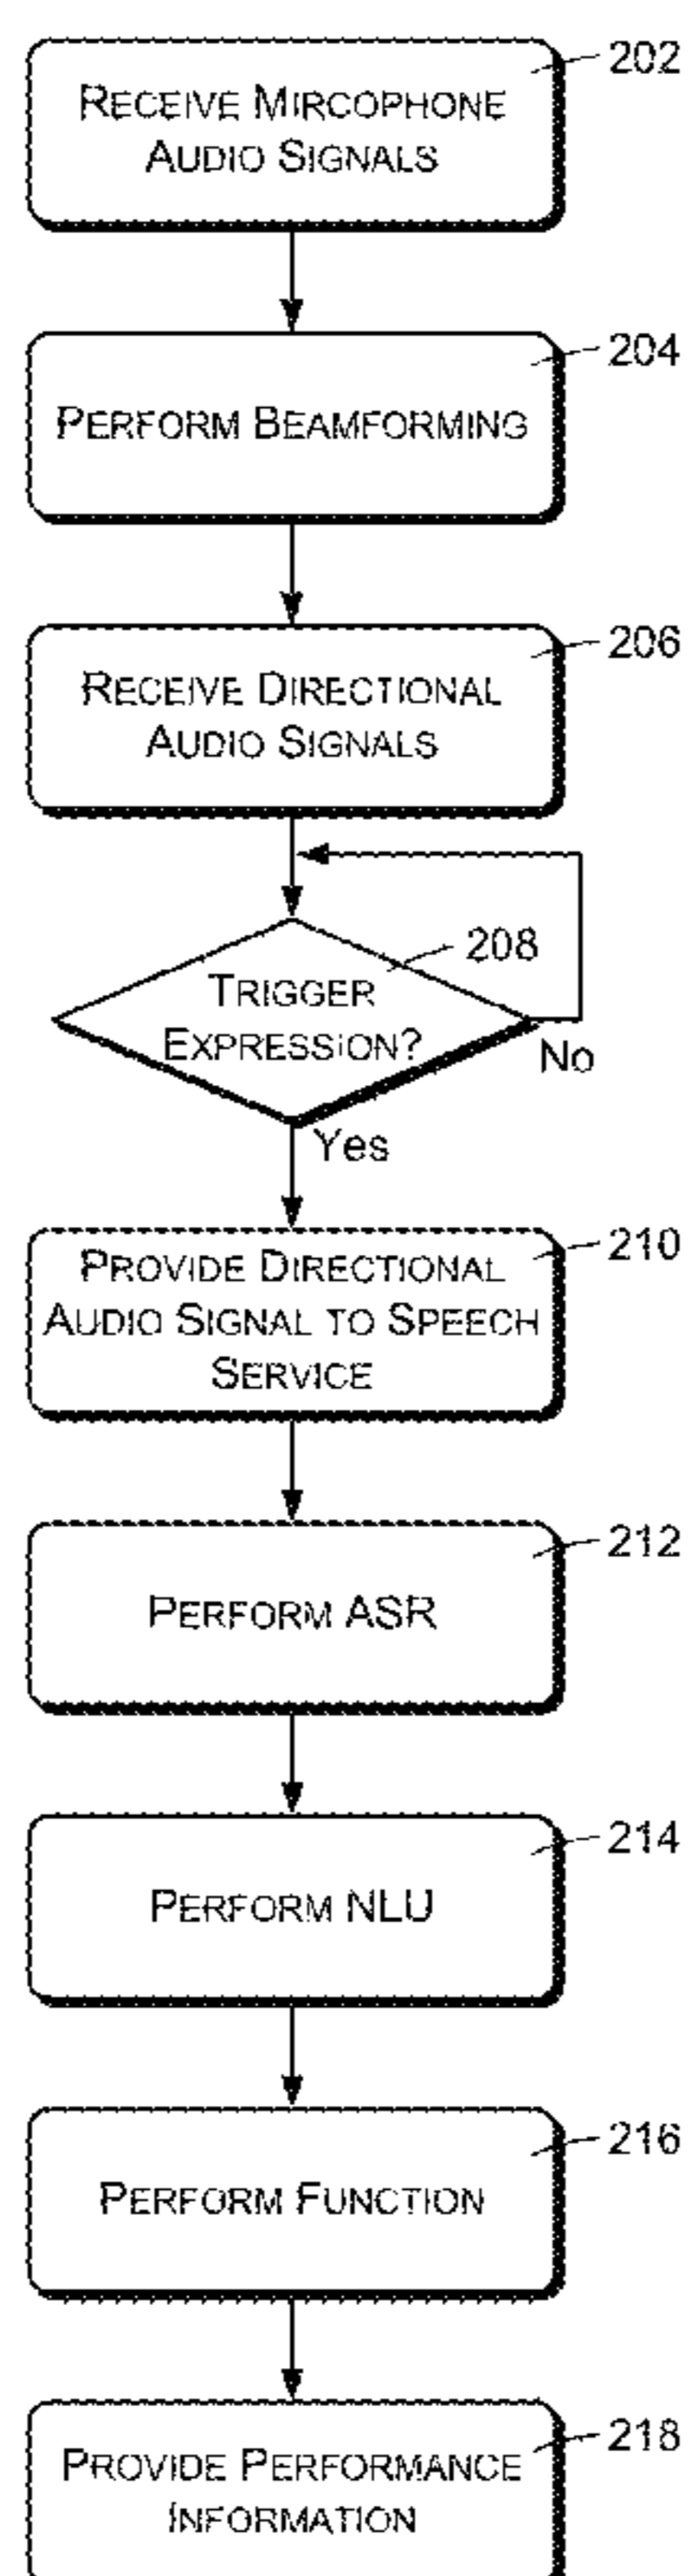 202
RECEIVE MIRCOPHONE
AUDIO SIGNALS
204
PERFORM BEAMFORMING
206
RECEIVE DIRECTIONAL
AUDIO SIGNALS
208
TRIGGER
EXPRESSION?
No
Yes
210
PROVIDE DIRECTIONAL
AUDIO SIGNAL TO SPEECH
SERVICE
212
PERFORM ASR
214
PERFORM NLU
216
PERFORM FUNCTION
218
PROVIDE PERFORMANCE
INFORMATION